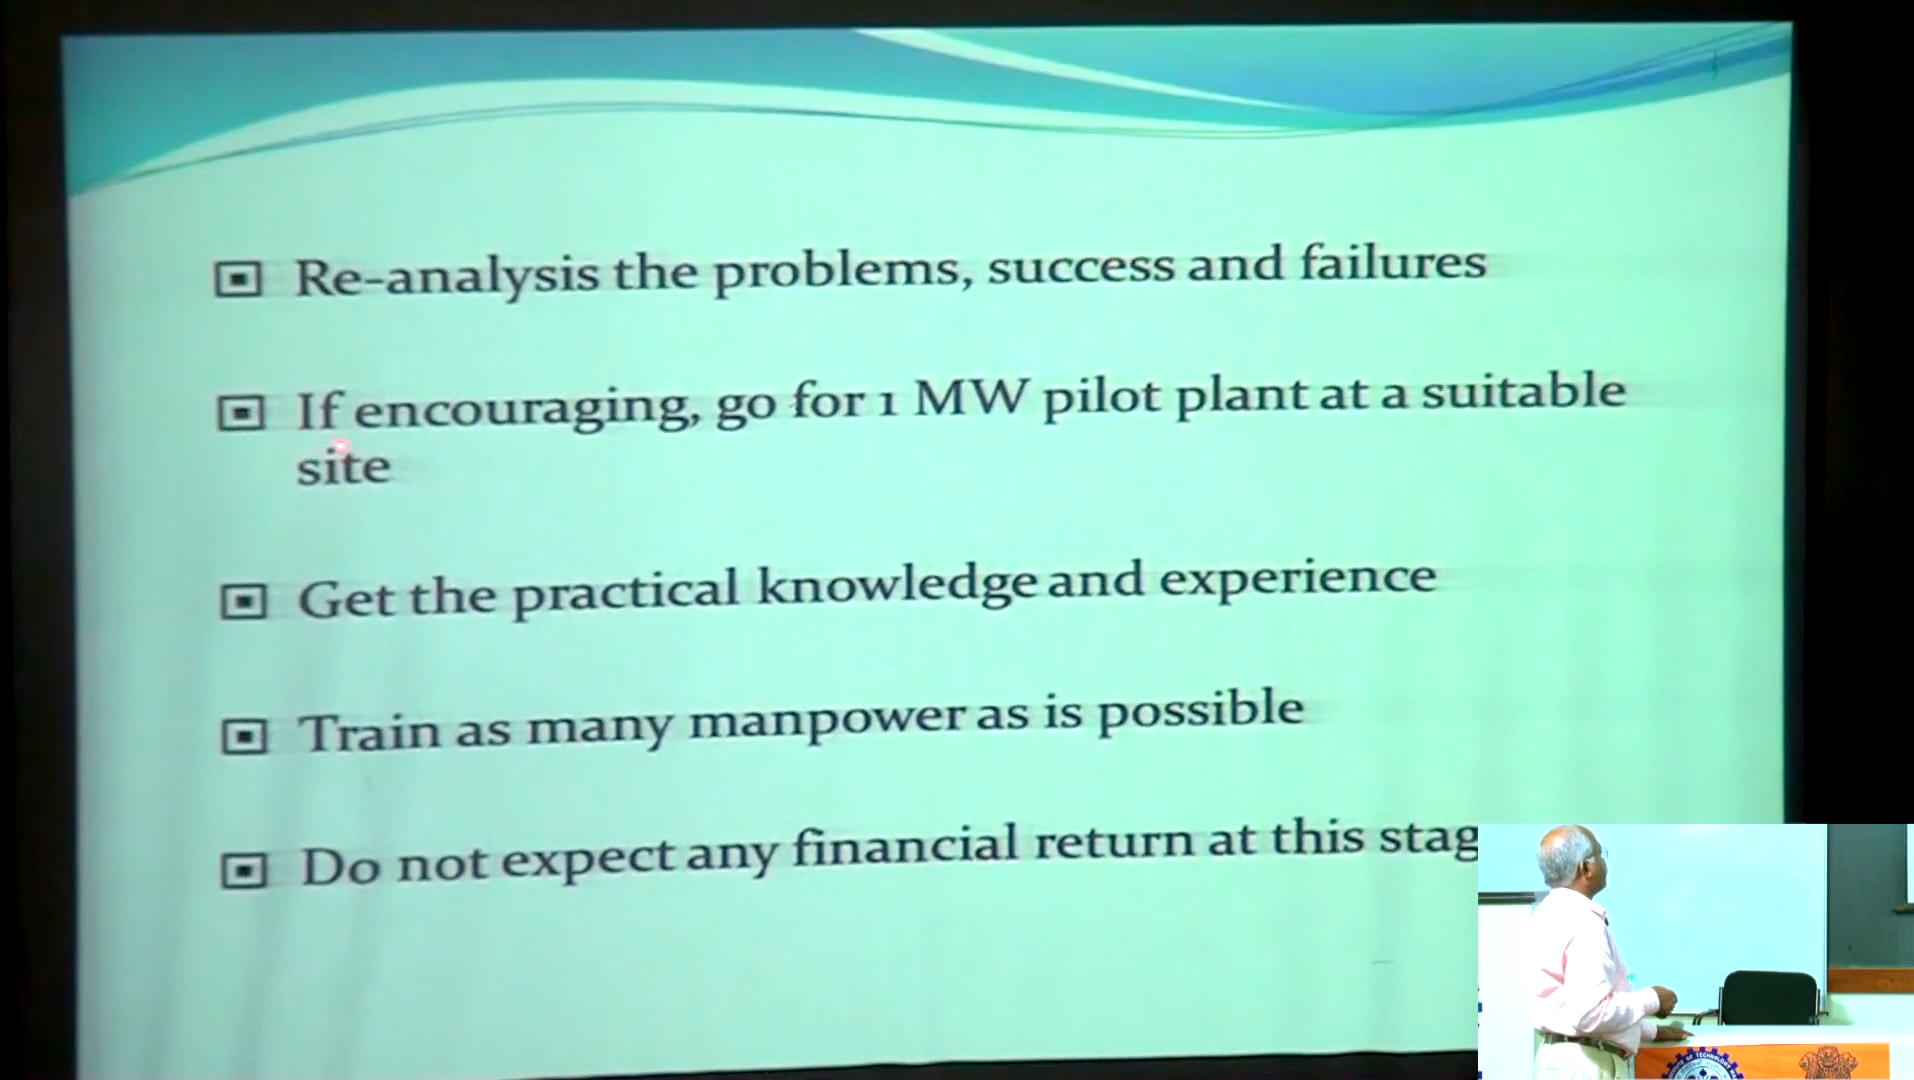 Re-analysis the problems, success and failures
If encouraging, go for 1 MW pilot plant at a suitable
site
Get the practical knowledge and experience
Train as many manpower as is possible
Do not expect any financial return at this stag
OF TECHNOLOGY